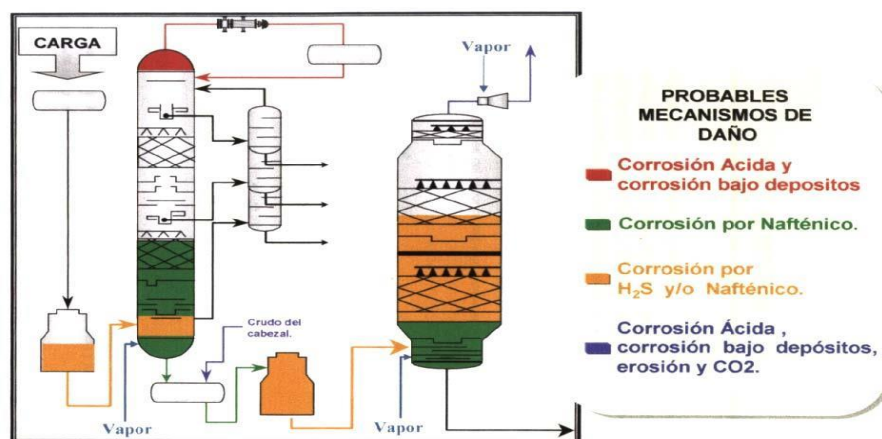 CARGA
Vapor
Crudo del
cabezal.
Vapor
Vapor
PROBABLES
MECANISMOS DE
DAÑO
Corrosión Acida y
corrosión bajo depositos
Corrosión por Nafténico.
Corrosión por
H₂S y/o Nafténico.
Corrosión Ácida ,
corrosión bajo depósitos,
erosión y CO2.